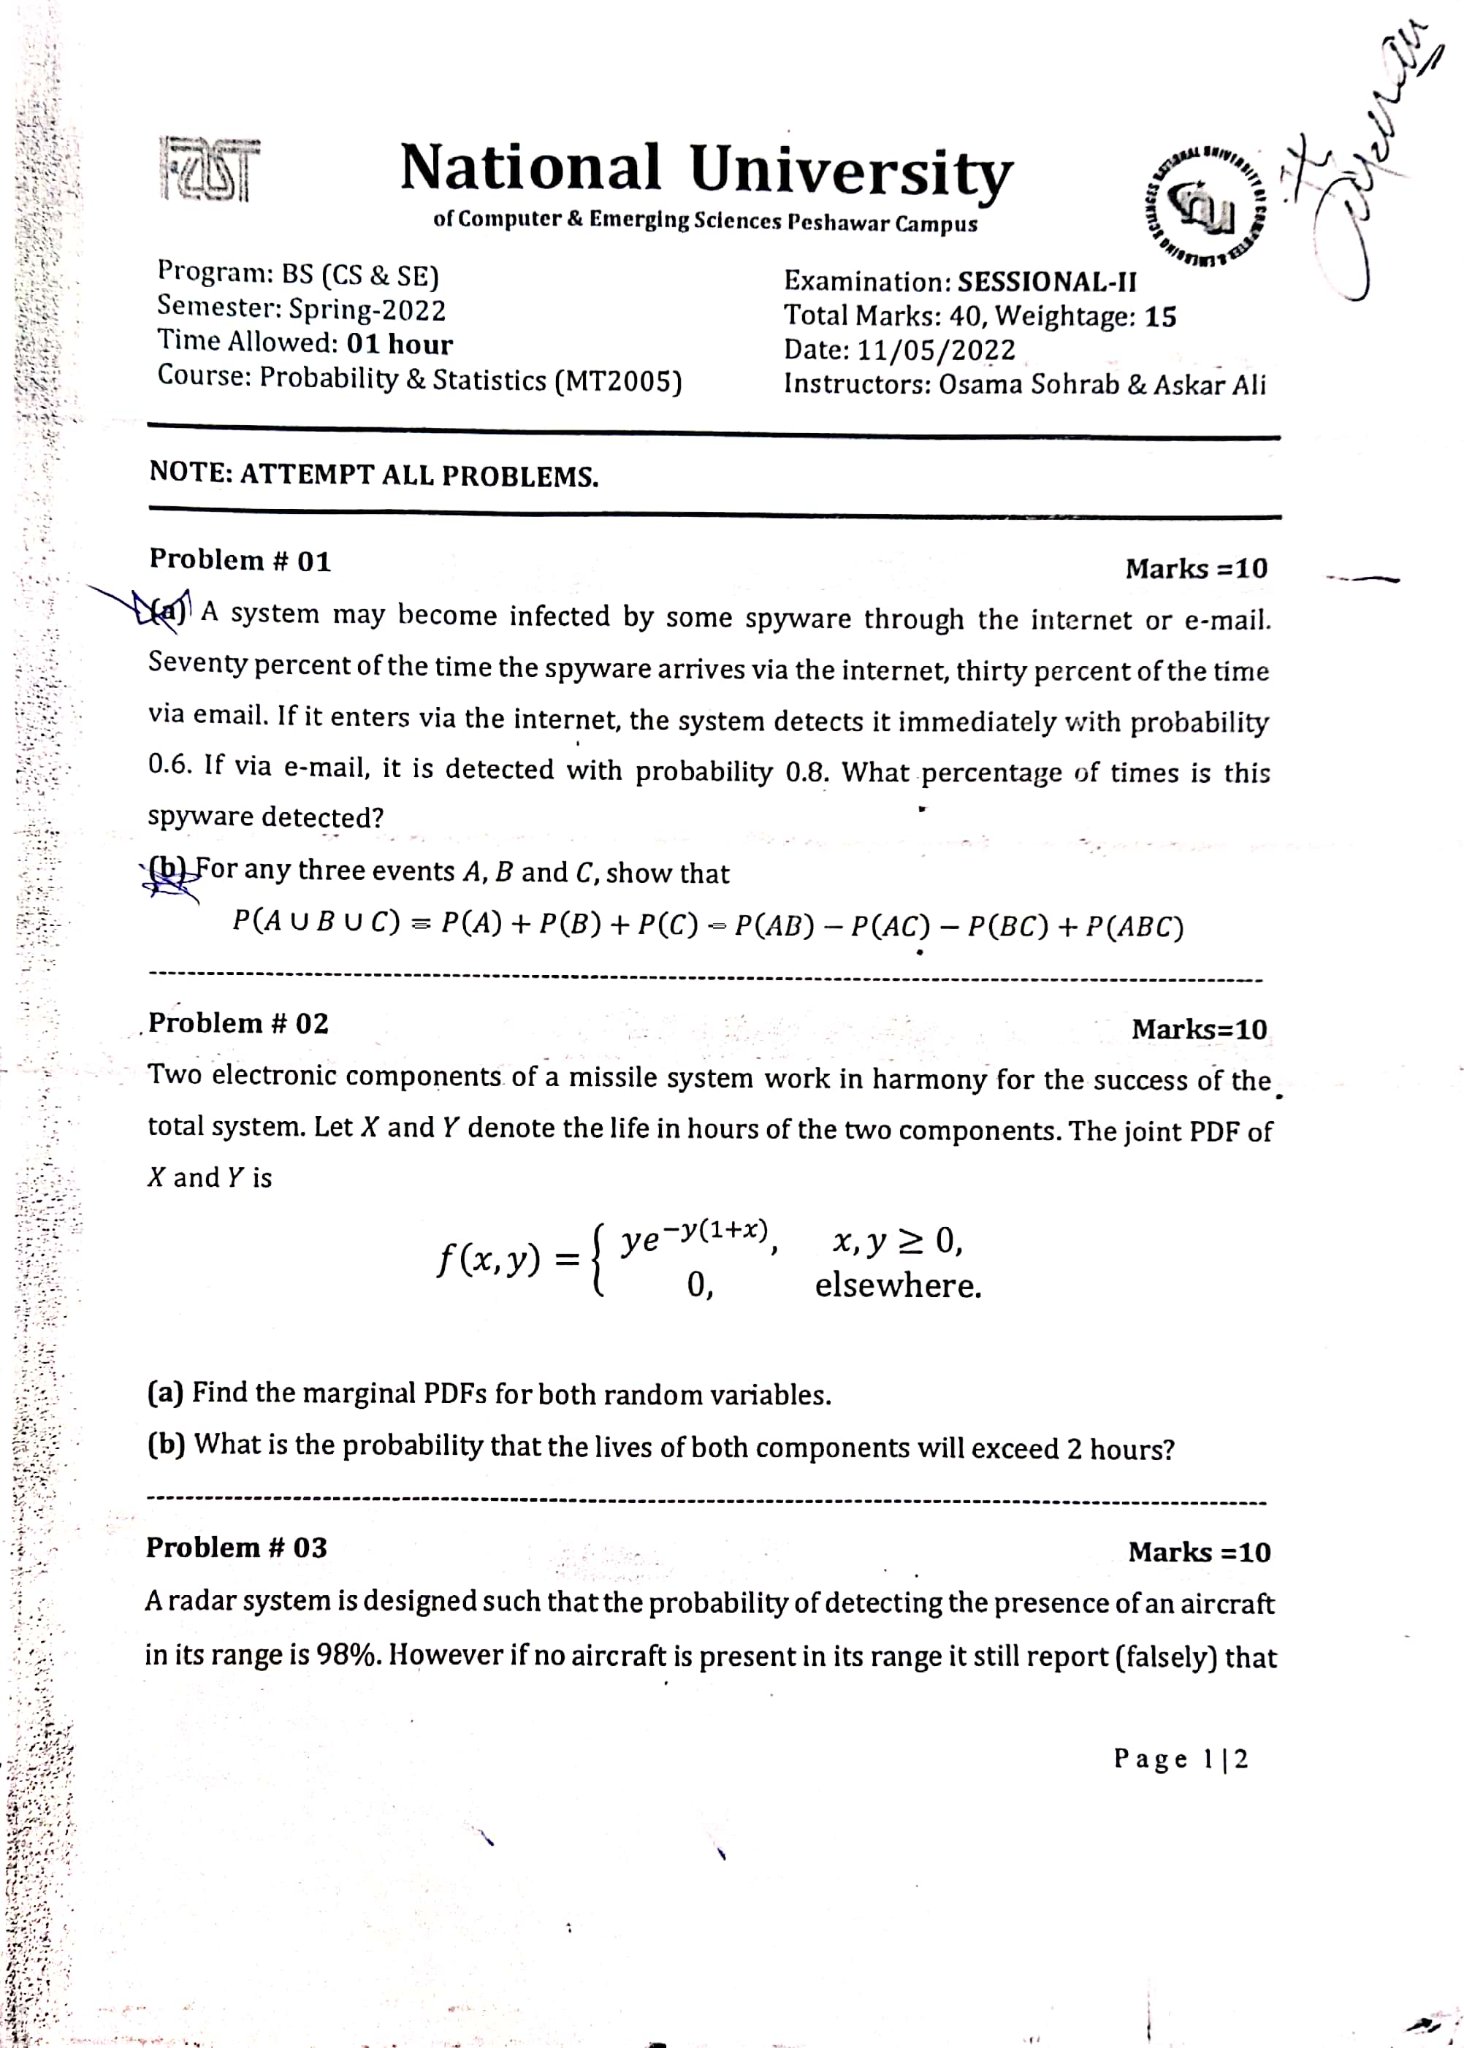 FAST
National University
of Computer & Emerging Sciences Peshawar Campus
Program: BS (CS & SE)
Semester: Spring-2022
Time Allowed: 01 hour
Course: Probability & Statistics (MT2005)
Examination: SESSIONAL-II
Total Marks: 40, Weightage: 15
Date: 11/05/2022
Instructors: Osama Sohrab & Askar Ali
NOTE: ATTEMPT ALL PROBLEMS.
Problem # 01 Marks =10
(a) A system may become infected by some spyware through the internet or e-mail.
Seventy percent of the time the spyware arrives via the internet, thirty percent of the time
via email. If it enters via the internet, the system detects it immediately with probability
0.6. If via e-mail, it is detected with probability 0.8. What percentage of times is this
spyware detected?
(b) For any three events A, B and C, show that
P(A ∪ B ∪ C) = P(A) + P(B) + P(C) − P(AB) − P(AC) − P(BC) + P(ABC)
Problem # 02 Marks=10
Two electronic components of a missile system work in harmony for the success of the
total system. Let X and Y denote the life in hours of the two components. The joint PDF of
X and Y is
f(x,y) = { ye^{-y(1+x)}, x, y ≥ 0,
0, elsewhere.
(a) Find the marginal PDFs for both random variables.
(b) What is the probability that the lives of both components will exceed 2 hours?
Problem # 03 Marks =10
A radar system is designed such that the probability of detecting the presence of an aircraft
in its range is 98%. However if no aircraft is present in its range it still report (falsely) that
Page 1|2